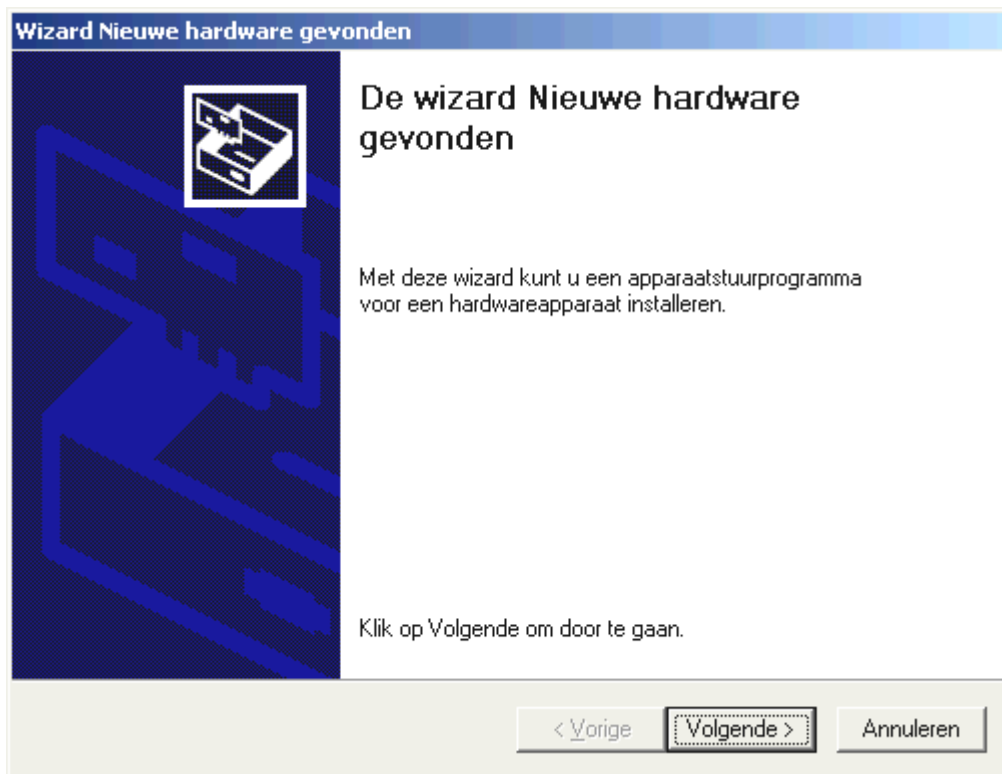 Wizard Nieuwe hardware gevonden
De wizard Nieuwe hardware
gevonden
Met deze wizard kunt u een apparaatstuurprogramma
voor een hardwareapparaat installeren.
Klik op Volgende om door te gaan.
< Vorige
Volgende >
Annuleren